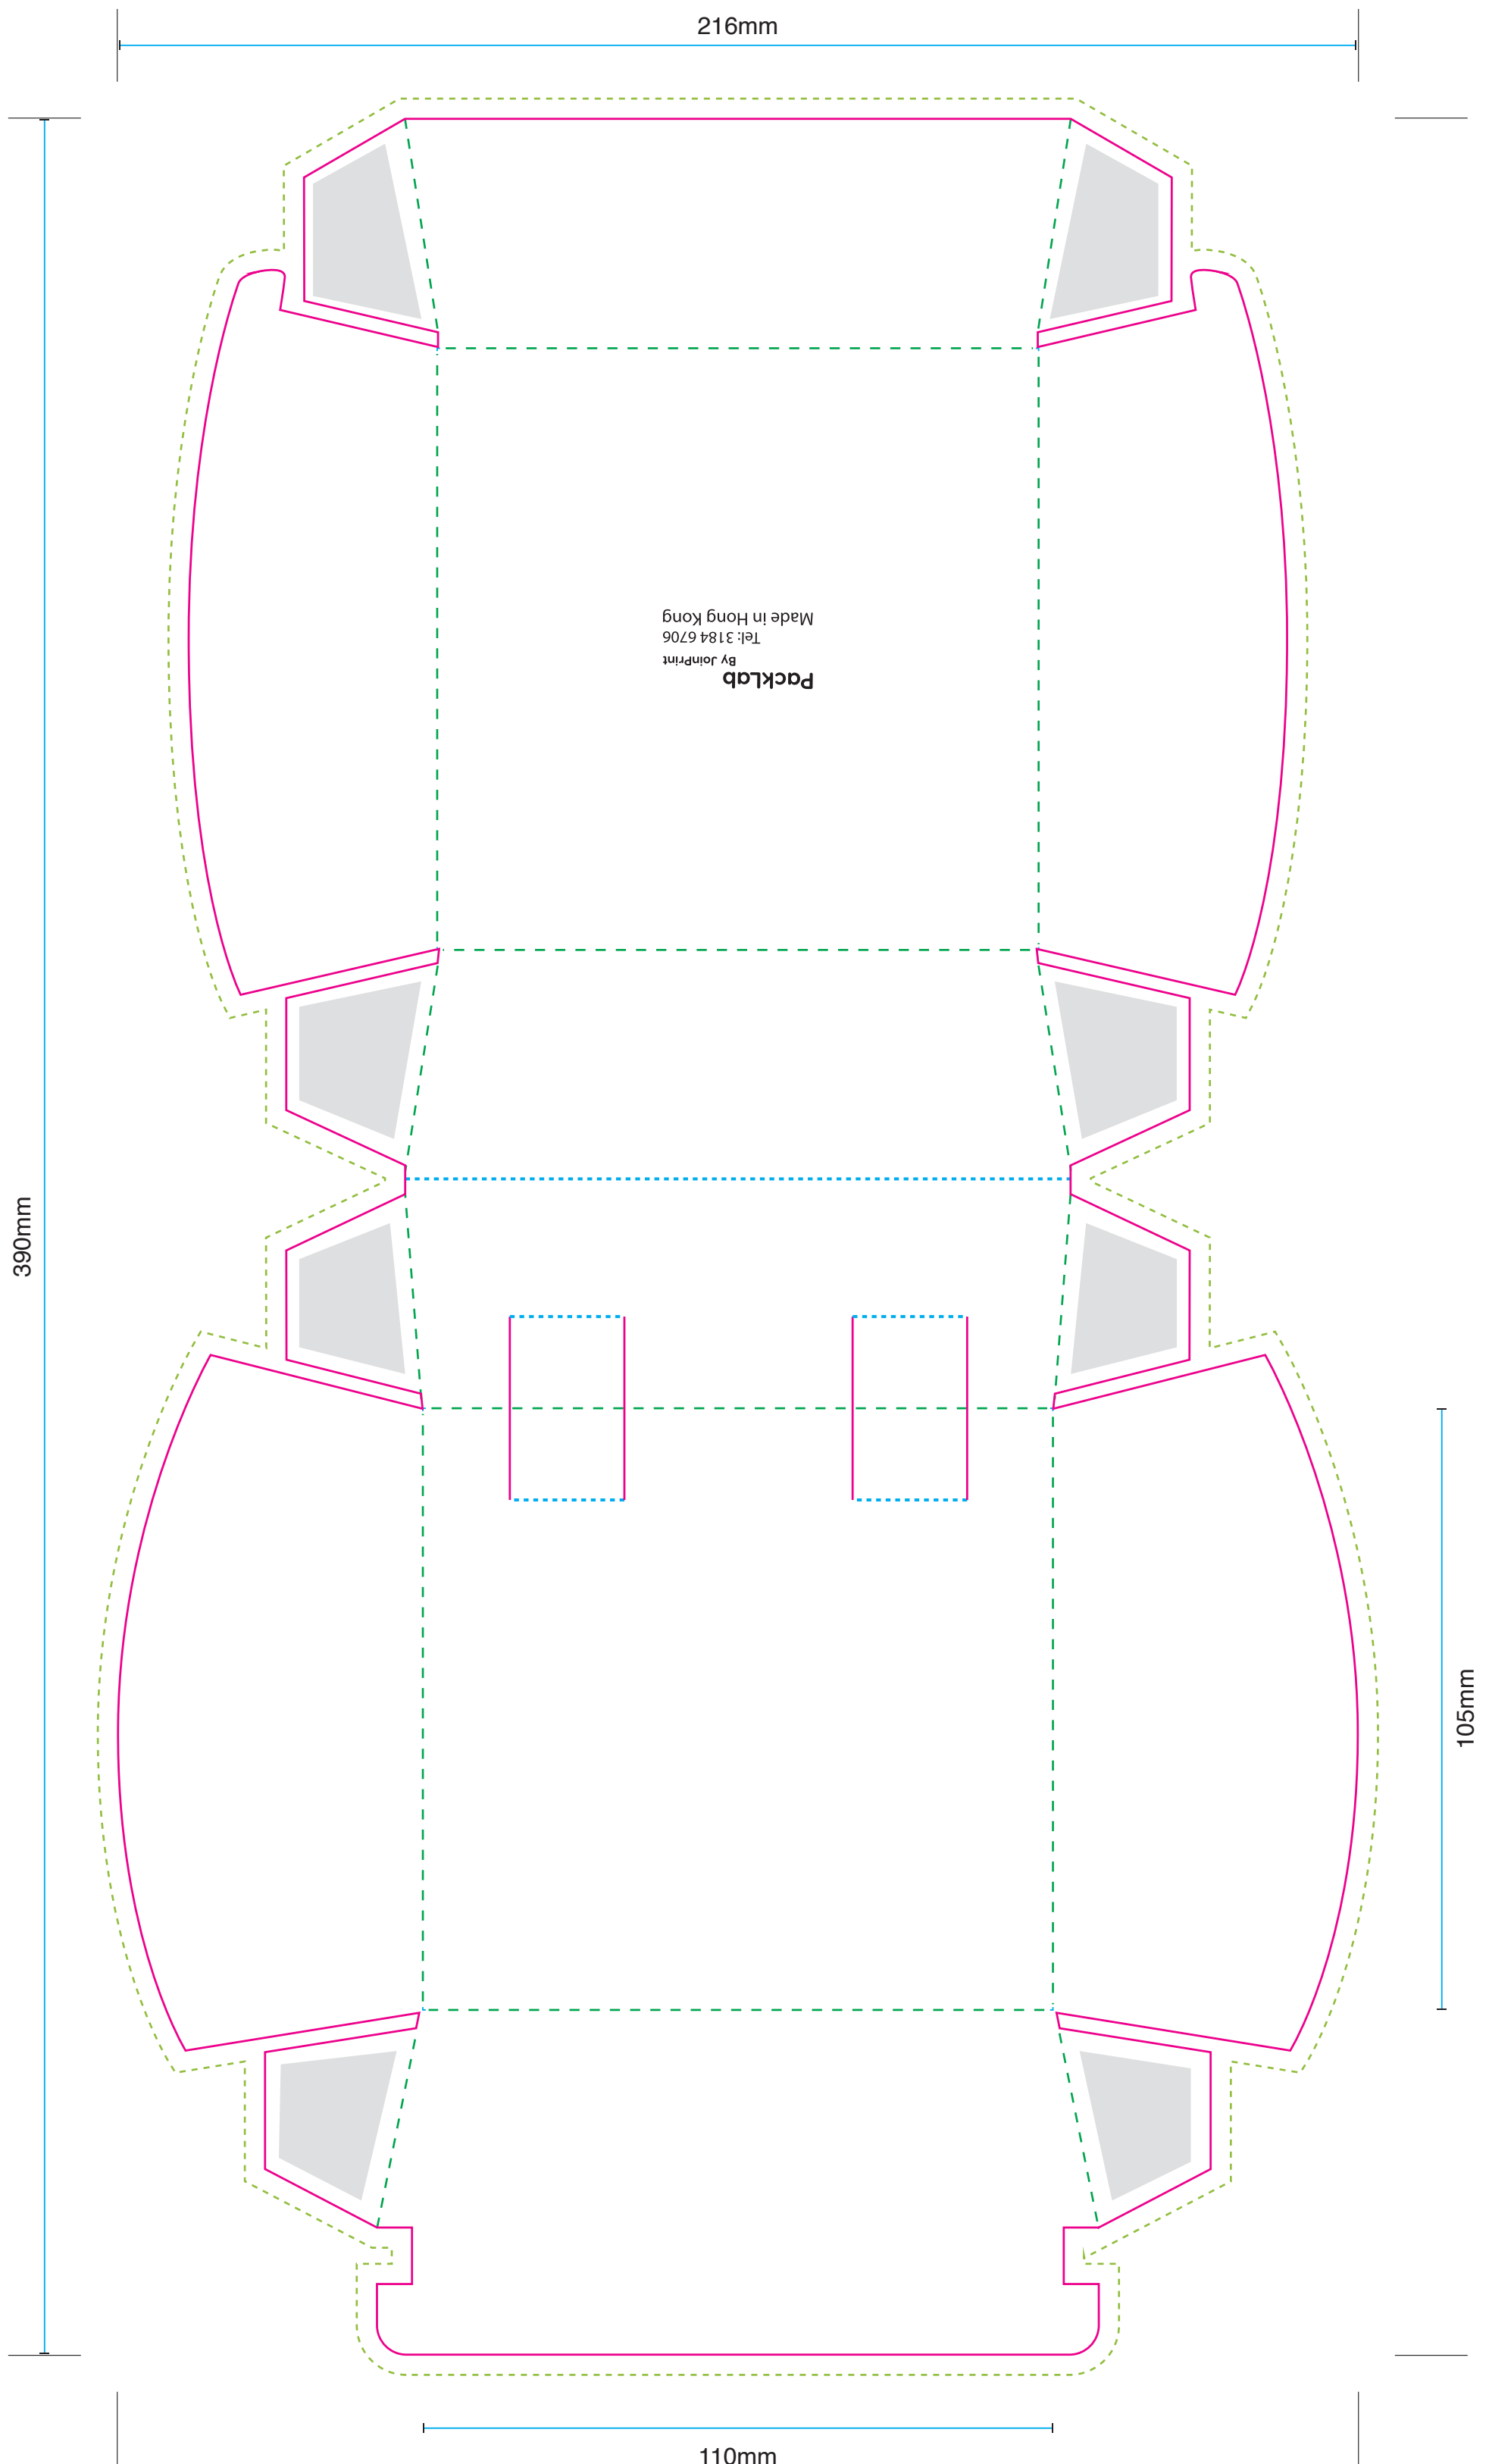 216mm
PackLab
By JoinPrint
Tel: 3184 6706
Made in Hong Kong
390mm
105mm
110mm